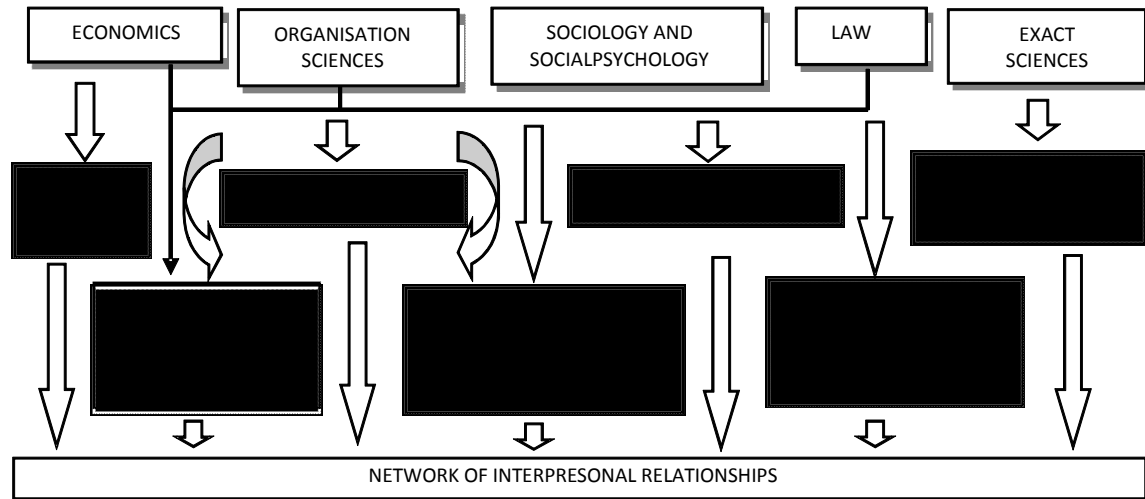 ECONOMICS
ORGANISATION
SCIENCES
SOCIOLOGY AND
SOCIALPSYCHOLOGY
LAW
EXACT
SCIENCES
NETWORK OF INTERPRESONAL RELATIONSHIPS